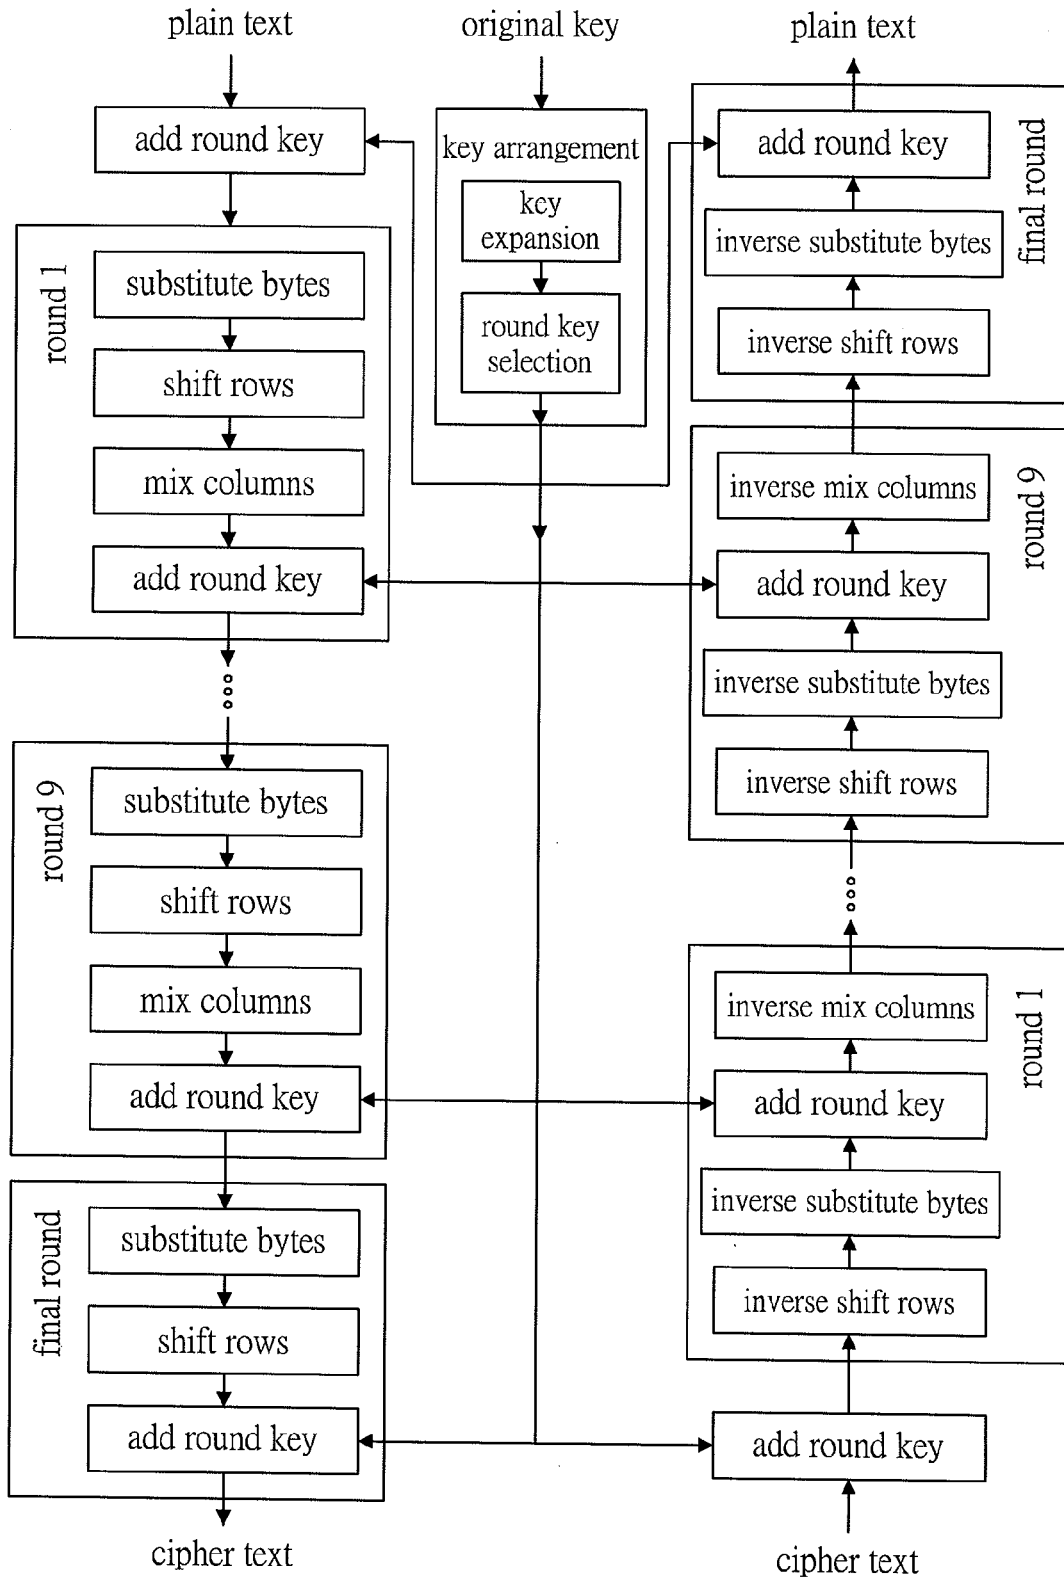 plain text
add round key
round 1
substitute bytes
shift rows
mix columns
add round key
round 9
substitute bytes
shift rows
mix columns
add round key
final round
substitute bytes
shift rows
add round key
cipher text
original key
key arrangement
key
expansion
round key
selection
plain text
final round
add round key
inverse substitute bytes
inverse shift rows
round 9
inverse mix columns
add round key
inverse substitute bytes
inverse shift rows
round 1
inverse mix columns
add round key
inverse substitute bytes
inverse shift rows
add round key
cipher text